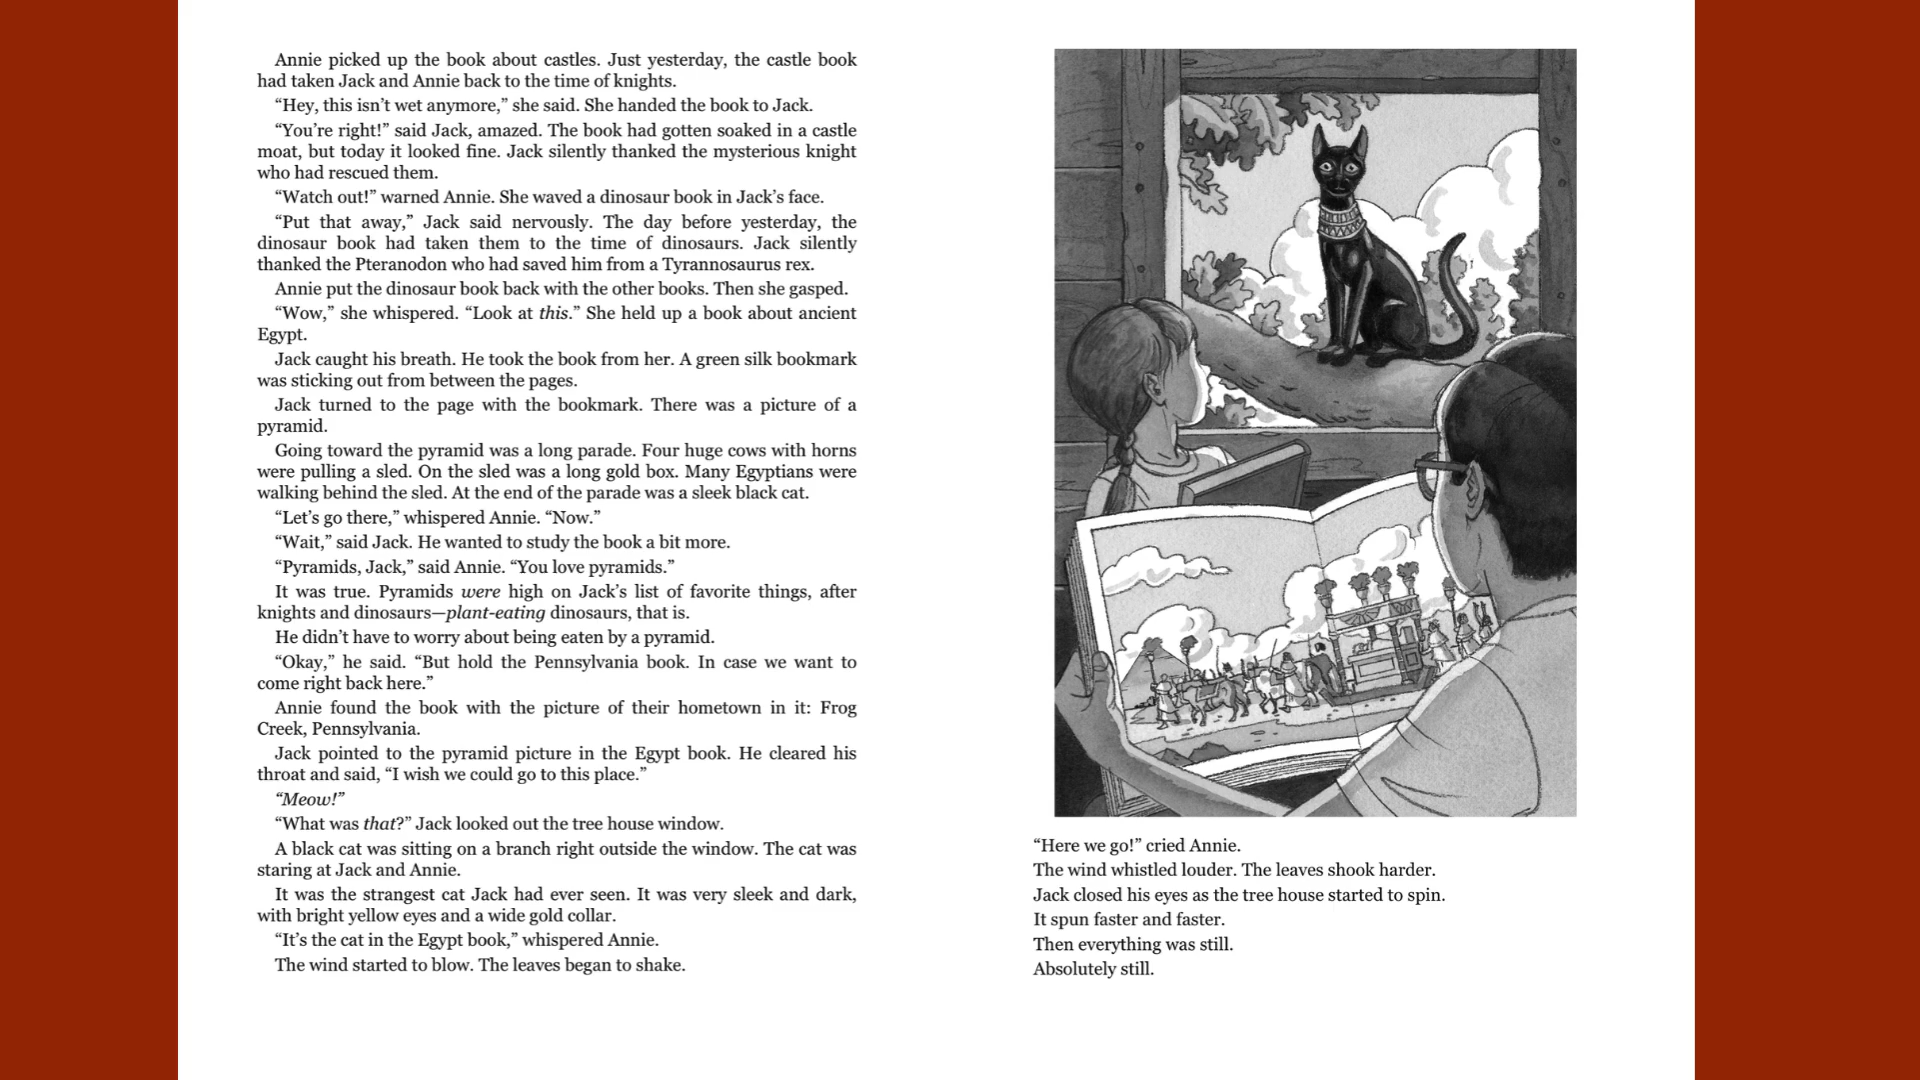 Annie picked up the book about castles. Just yesterday, the castle book
had taken Jack and Annie back to the time of knights.
“Hey, this isn’t wet anymore,” she said. She handed the book to Jack.
“You’re right!” said Jack, amazed. The book had gotten soaked in a castle
moat, but today it looked fine. Jack silently thanked the mysterious knight
who had rescued them.
“Watch out!” warned Annie. She waved a dinosaur book in Jack’s face.
“Put that away,” Jack said nervously. The day before yesterday, the
dinosaur book had taken them to the time of dinosaurs. Jack silently
thanked the Pteranodon who had saved him from a Tyrannosaurus rex.
Annie put the dinosaur book back with the other books. Then she gasped.
“Wow,” she whispered. “Look at this.” She held up a book about ancient
Egypt.
Jack caught his breath. He took the book from her. A green silk bookmark
was sticking out from between the pages.
Jack turned to the page with the bookmark. There was a picture of a
pyramid.
Going toward the pyramid was a long parade. Four huge cows with horns
were pulling a sled. On the sled was a long gold box. Many Egyptians were
walking behind the sled. At the end of the parade was a sleek black cat.
“Let’s go there,” whispered Annie. “Now.”
“Wait,” said Jack. He wanted to study the book a bit more.
“Pyramids, Jack,” said Annie. “You love pyramids.”
It was true. Pyramids were high on Jack’s list of favorite things, after
knights and dinosaurs—plant-eating dinosaurs, that is.
He didn’t have to worry about being eaten by a pyramid.
“Okay,” he said. “But hold the Pennsylvania book. In case we want to
come right back here.”
Annie found the book with the picture of their hometown in it: Frog
Creek, Pennsylvania.
Jack pointed to the pyramid picture in the Egypt book. He cleared his
throat and said, “I wish we could go to this place.”
“Meow!”
“What was that?” Jack looked out the tree house window.
A black cat was sitting on a branch right outside the window. The cat was
staring at Jack and Annie.
It was the strangest cat Jack had ever seen. It was very sleek and dark,
with bright yellow eyes and a wide gold collar.
“It’s the cat in the Egypt book,” whispered Annie.
The wind started to blow. The leaves began to shake.
“Here we go!” cried Annie.
The wind whistled louder. The leaves shook harder.
Jack closed his eyes as the tree house started to spin.
It spun faster and faster.
Then everything was still.
Absolutely still.